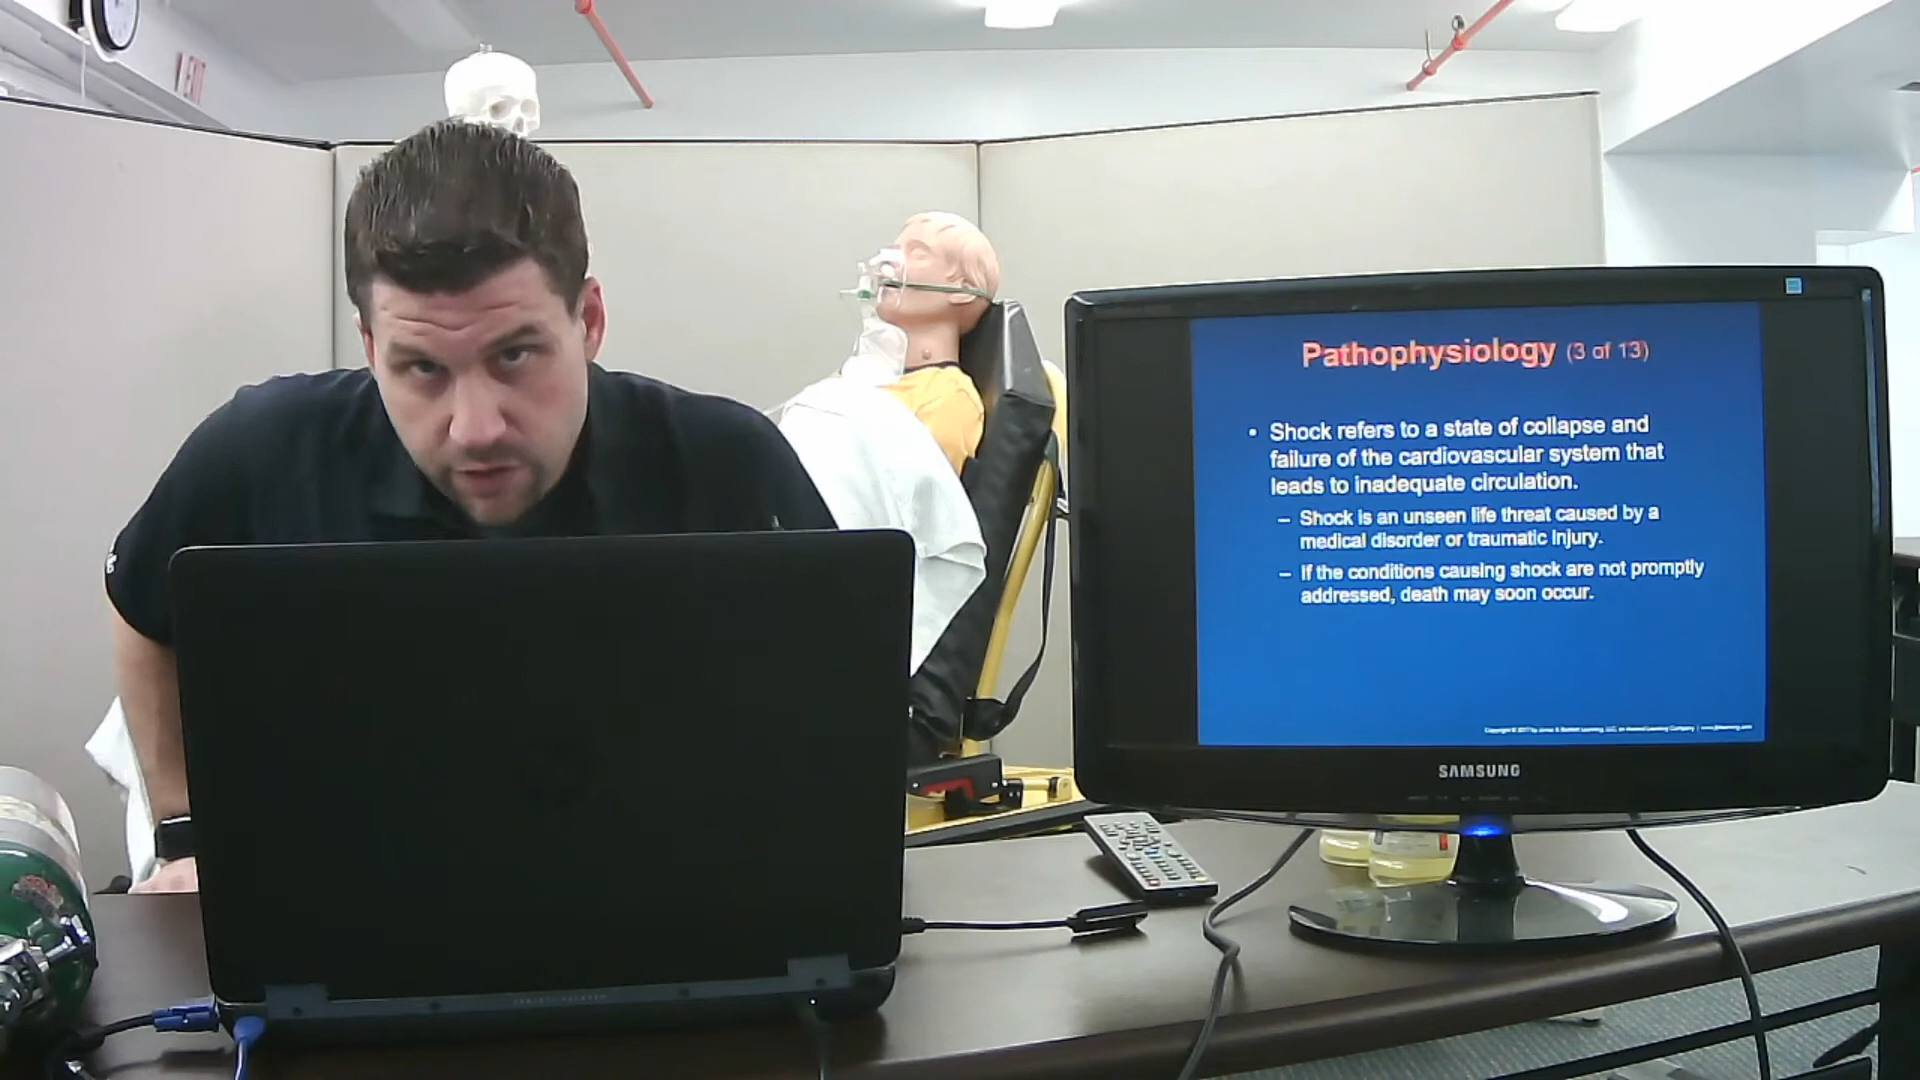 EXIT
Pathophysiology (3 of 13)
• Shock refers to a state of collapse and
failure of the cardiovascular system that
leads to inadequate circulation.
– Shock is an unseen life threat caused by a
medical disorder or traumatic injury.
– If the conditions causing shock are not promptly
addressed, death may soon occur.
SAMSUNG